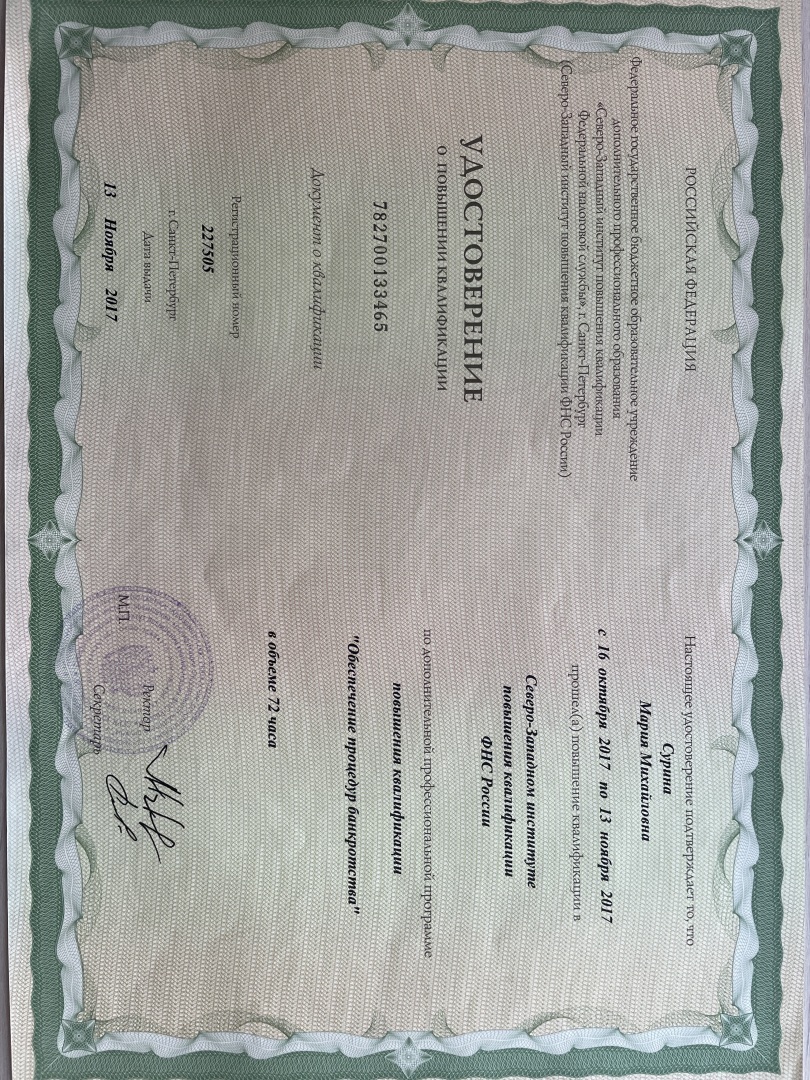 РОССИЙСКАЯ ФЕДЕРАЦИЯ
Федеральное государственное бюджетное образовательное учреждение
дополнительного профессионального образования
«Северо-Западный институт повышения квалификации
Федеральной налоговой службы», г. Санкт-Петербург
(Северо-Западный институт повышения квалификации ФНС России)
УДОСТОВЕРЕНИЕ
О ПОВЫШЕНИИ КВАЛИФИКАЦИИ
782700133465
Документ о квалификации
Регистрационный номер
227505
г. Санкт-Петербург
Дата выдачи
13 Ноября 2017
Настоящее удостоверение подтверждает то, что
Сурина
Мария Михайловна
с 16 октября 2017 по 13 ноября 2017
прошел(а) повышение квалификации в
Северо-Западном институте
повышения квалификации
ФНС России
по дополнительной профессиональной программе
повышения квалификации
"Обеспечение процедур банкротства"
в объеме 72 часа
М.П.
Ректор
Секретарь